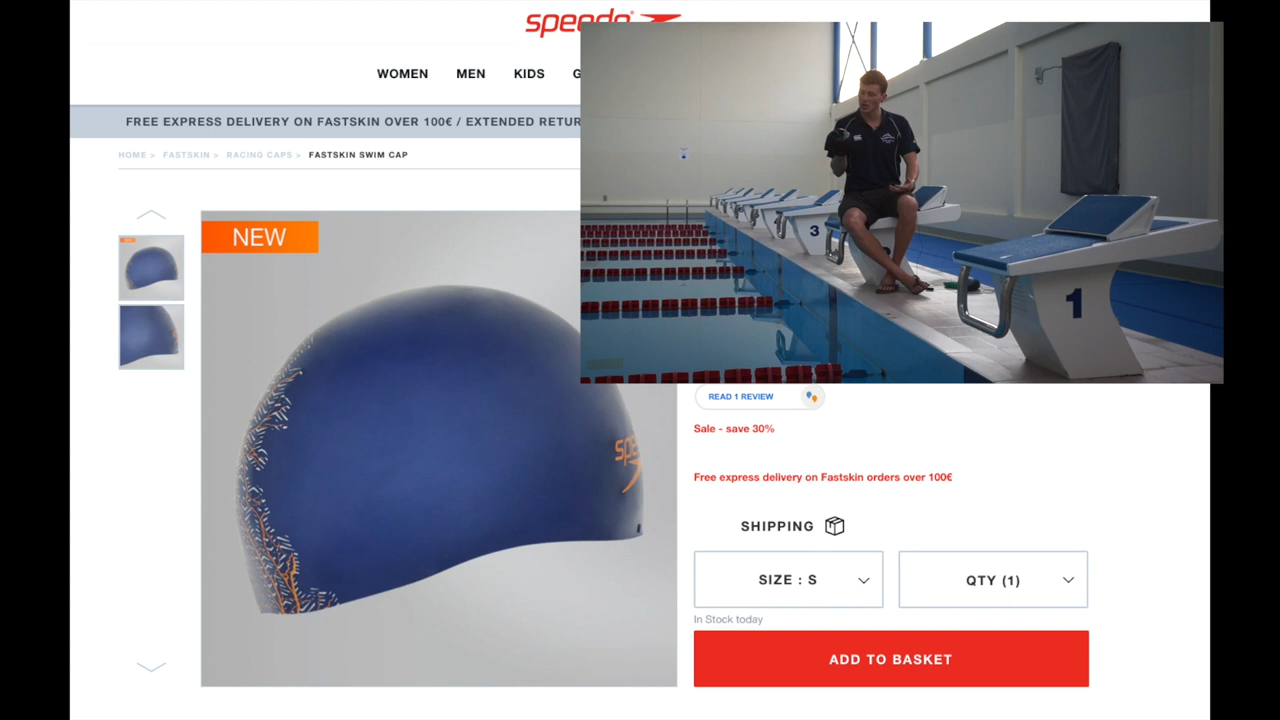 speedo
WOMEN MEN KIDS G
FREE EXPRESS DELIVERY ON FASTSKIN OVER 100€ / EXTENDED RETUR
HOME > FASTSKIN > RACING CAPS > FASTSKIN SWIM CAP
NEW
SPE
3
1
READ 1 REVIEW
Sale - save 30%
Free express delivery on Fastskin orders over 100€
SHIPPING
SIZE : S
QTY (1)
In Stock today
ADD TO BASKET